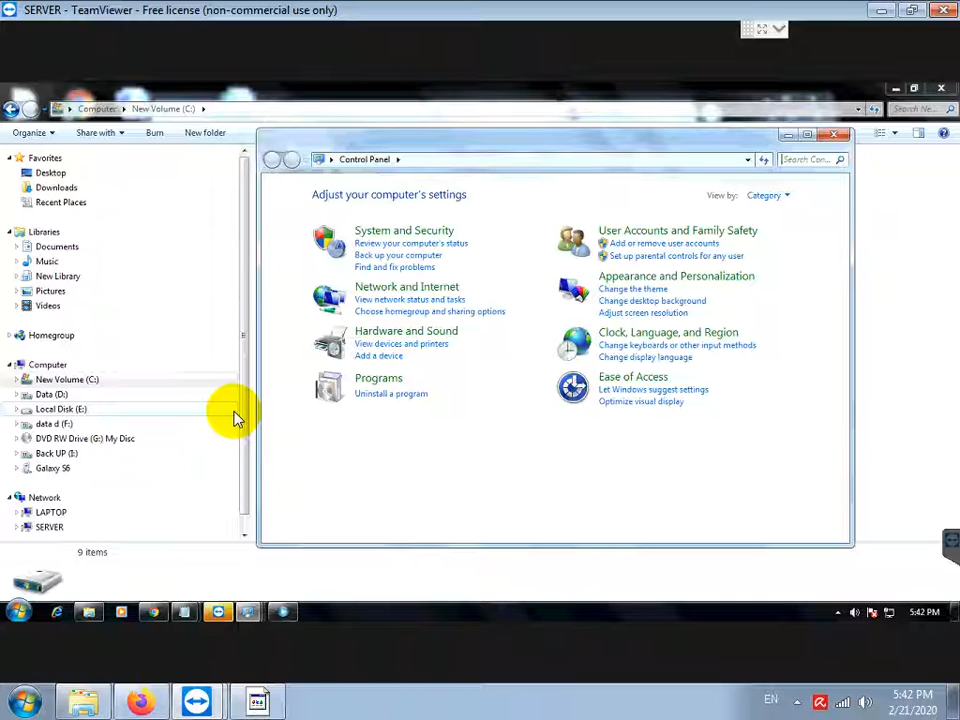 SERVER - TeamViewer - Free license (non-commercial use only)
Computer New Volume (C:)
Search Ne...
Organize Share with Burn New folder
Favorites
Desktop
Downloads
Recent Places
Libraries
Documents
Music
New Library
Pictures
Videos
Homegroup
Computer
New Volume (C:)
Data (D:)
Local Disk (E:)
data d (F:)
DVD RW Drive (G:) My Disc
Back UP (I:)
Galaxy S6
Network
LAPTOP
SERVER
9 items
Control Panel
Search Con...
Adjust your computer's settings
View by: Category
System and Security
Review your computer's status
Back up your computer
Find and fix problems
Network and Internet
View network status and tasks
Choose homegroup and sharing options
Hardware and Sound
View devices and printers
Add a device
Programs
Uninstall a program
User Accounts and Family Safety
Add or remove user accounts
Set up parental controls for any user
Appearance and Personalization
Change the theme
Change desktop background
Adjust screen resolution
Clock, Language, and Region
Change keyboards or other input methods
Change display language
Ease of Access
Let Windows suggest settings
Optimize visual display
5:42 PM
EN
5:42 PM
2/21/2020